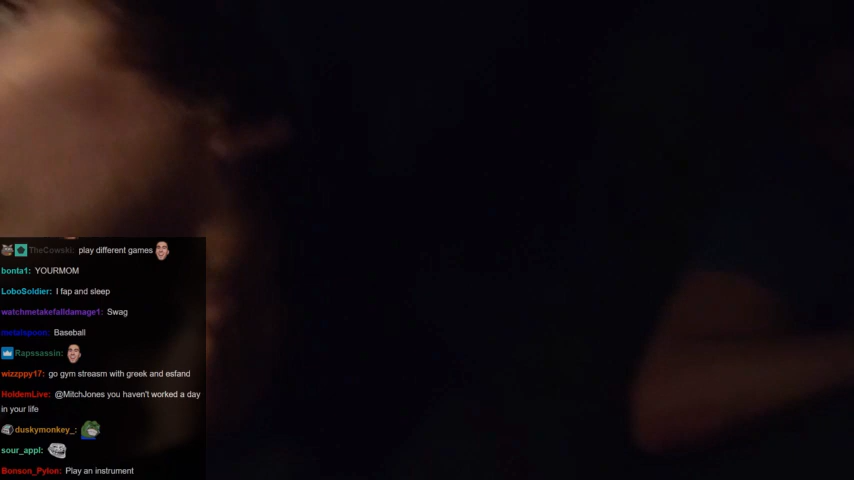 TheCowski: play different games
bonta1: YOURMOM
LoboSoldier: I fap and sleep
watchmetakefalldamage1: Swag
metalspoon: Baseball
Rapssassin:
wizzppy17: go gym streasm with greek and esfand
HoldemLive: @MitchJones you haven't worked a day
in your life
duskymonkey_:
sour_appl:
Bonson_Pylon: Play an instrument